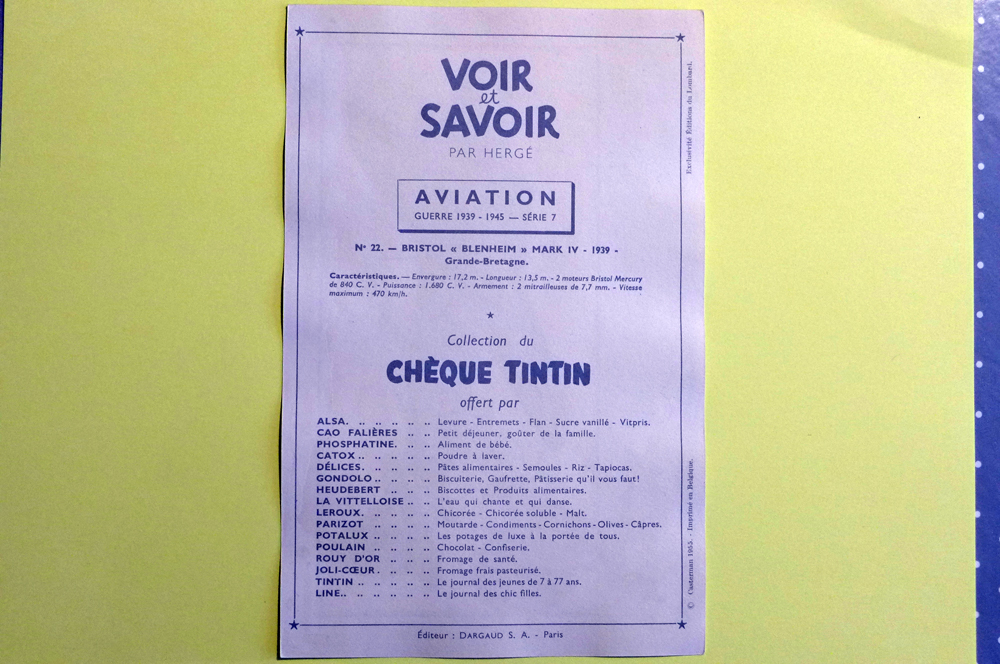 VOIR
et
SAVOIR
PAR HERGÉ
AVIATION
GUERRE 1939 - 1945 — SÉRIE 7
N° 22. — BRISTOL « BLENHEIM » MARK IV - 1939 -
Grande-Bretagne.
Caractéristiques. — Envergure : 17,2 m. - Longueur : 13,5 m. - 2 moteurs Bristol Mercury
de 840 C. V. - Puissance : 1.680 C. V. - Armement : 2 mitrailleuses de 7,7 mm. - Vitesse
maximum : 470 km/h.
Collection du
CHÈQUE TINTIN
offert par
ALSA. .. .. .. .. .. Levure - Entremets - Flan - Sucre vanillé - Vitpris.
CAO FALIÈRES .. .. Petit déjeuner, goûter de la famille.
PHOSPHATINE. .. .. Aliment de bébé.
CATOX .. .. .. .. .. Poudre à laver.
DÉLICES. .. .. .. .. Pâtes alimentaires - Semoules - Riz - Tapiocas.
GONDOLO .. .. .. .. Biscuiterie, Gaufrette, Pâtisserie qu'il vous faut!
HEUDEBERT .. .. .. Biscottes et Produits alimentaires.
LA VITTELLOISE .. .. L'eau qui chante et qui danse.
LEROUX. .. .. .. .. Chicorée - Chicorée soluble - Malt.
PARIZOT .. .. .. .. Moutarde - Condiments - Cornichons - Olives - Câpres.
POTALUX .. .. .. .. Les potages de luxe à la portée de tous.
POULAIN .. .. .. .. Chocolat - Confiserie.
ROUY D'OR .. .. .. Fromage de santé.
JOLI-CŒUR. .. .. .. Fromage frais pasteurisé.
TINTIN .. .. .. .. .. Le journal des jeunes de 7 à 77 ans.
LINE.. .. .. .. .. .. Le journal des chic filles.
Éditeur : DARGAUD S. A. - Paris
Exclusivité Éditions du Lombard.
© Casterman 1953. - Imprimé en Belgique.